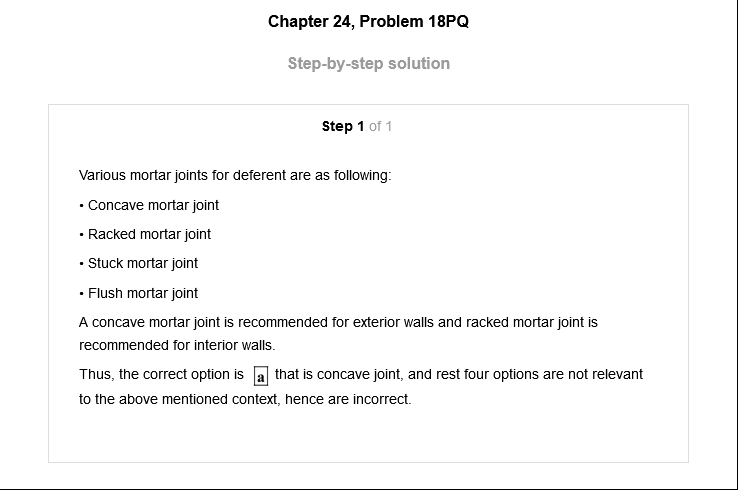 Chapter 24, Problem 18PQ
Step-by-step solution
Step 1 of 1
Various mortar joints for deferent are as following:
• Concave mortar joint
• Racked mortar joint
• Stuck mortar joint
• Flush mortar joint
A concave mortar joint is recommended for exterior walls and racked mortar joint is
recommended for interior walls.
Thus, the correct option is a that is concave joint, and rest four options are not relevant
to the above mentioned context, hence are incorrect.